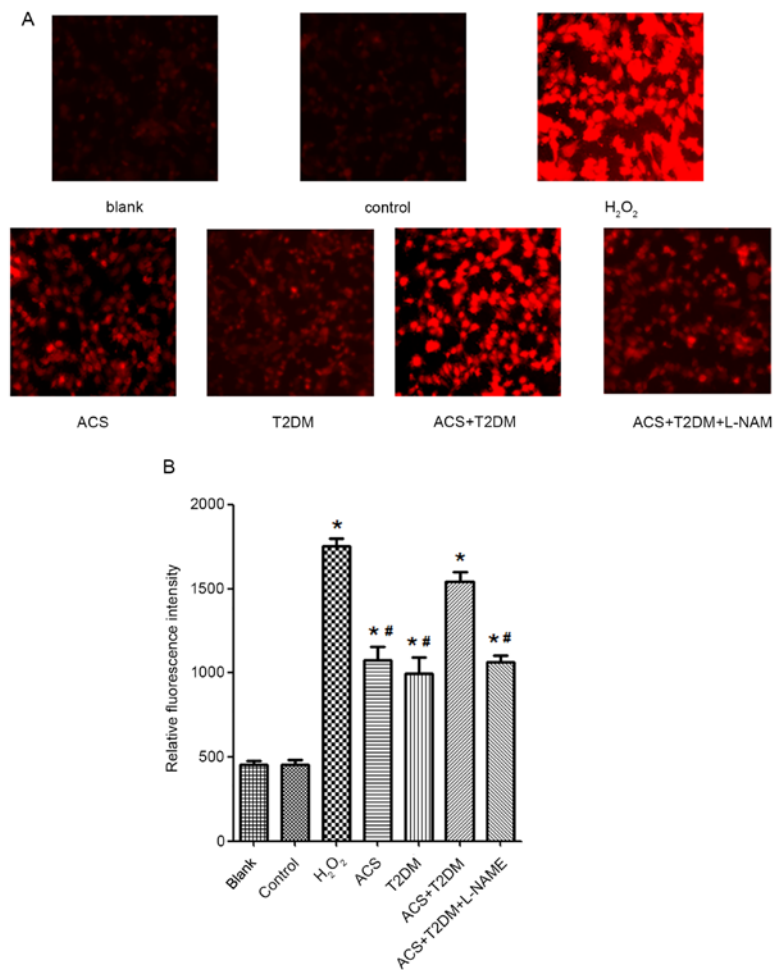 A
blank control H₂O₂
ACS T2DM ACS+T2DM ACS+T2DM+L-NAM
B
Relative fluorescence intensity
2000
1500
1000
500
0
*
* #
* #
*
* #
Blank Control H₂O₂ ACS T2DM ACS+T2DM ACS+T2DM+L-NAME